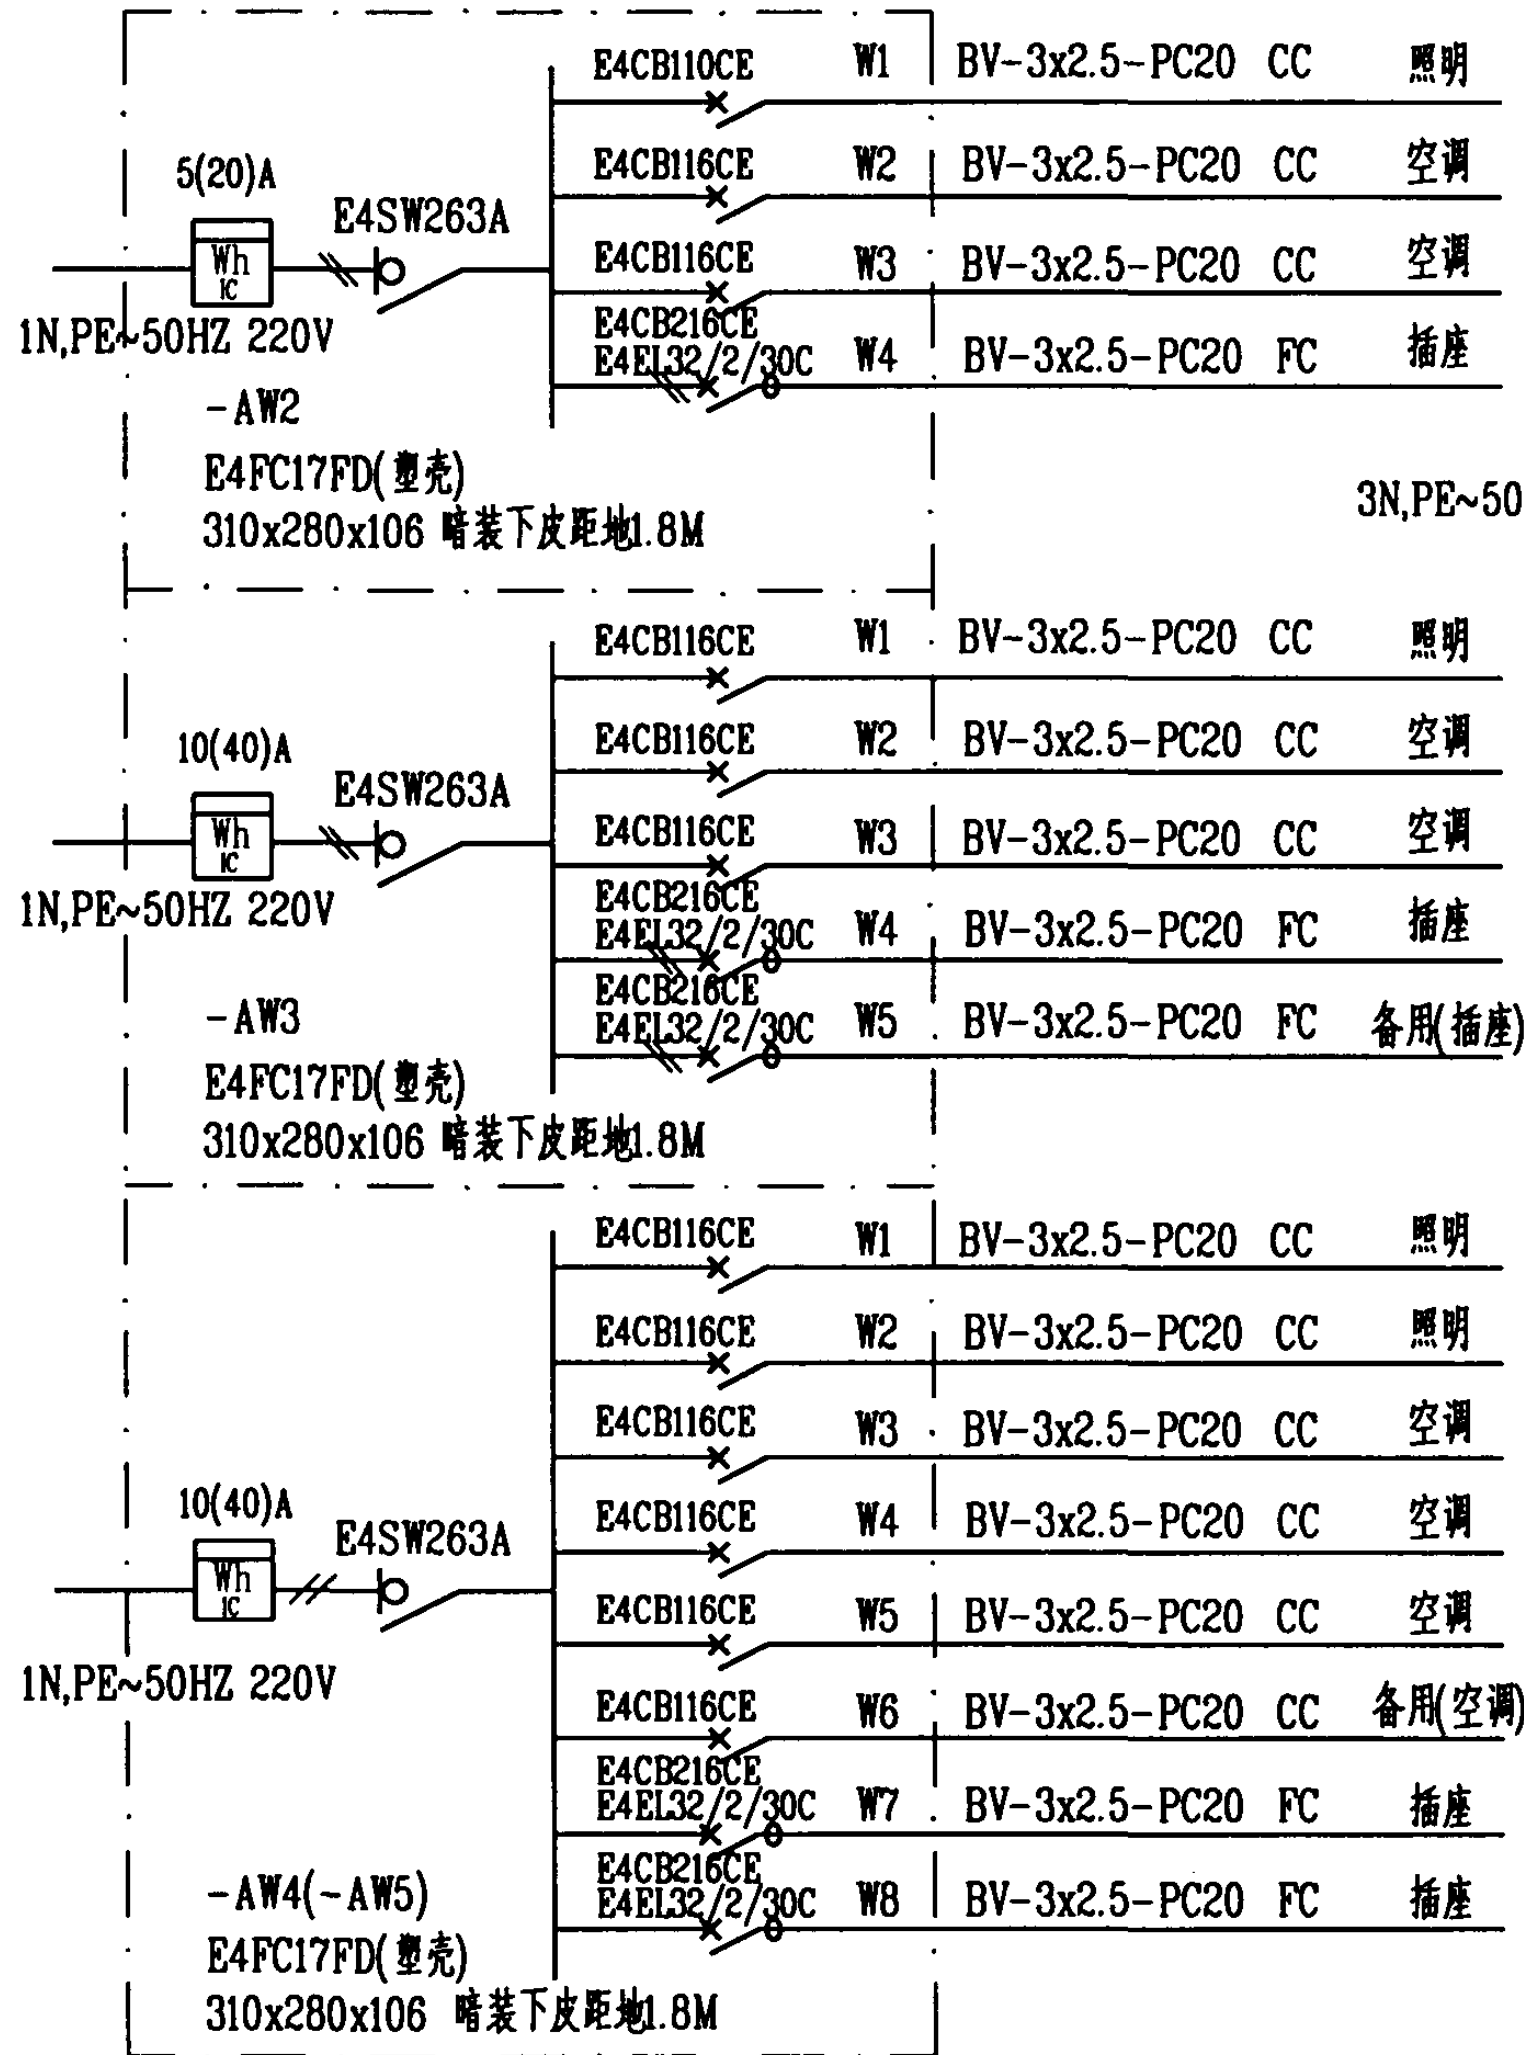 E4CB110CE W1 BV-3x2.5-PC20 CC 照明
E4CB116CE W2 BV-3x2.5-PC20 CC 空调
5(20)A
E4SW263A
E4CB116CE W3 BV-3x2.5-PC20 CC 空调
Wh
IC
1N,PE~50HZ 220V
E4CB216CE
E4EL32/2/30C W4 BV-3x2.5-PC20 FC 插座
-AW2
E4FC17FD(塑壳)
310x280x106 暗装下皮距地1.8M
3N,PE~50
E4CB116CE W1 BV-3x2.5-PC20 CC 照明
E4CB116CE W2 BV-3x2.5-PC20 CC 空调
10(40)A
E4SW263A
E4CB116CE W3 BV-3x2.5-PC20 CC 空调
Wh
IC
1N,PE~50HZ 220V
E4CB216CE
E4EL32/2/30C W4 BV-3x2.5-PC20 FC 插座
E4CB216CE
E4EL32/2/30C W5 BV-3x2.5-PC20 FC 备用(插座)
-AW3
E4FC17FD(塑壳)
310x280x106 暗装下皮距地1.8M
E4CB116CE W1 BV-3x2.5-PC20 CC 照明
E4CB116CE W2 BV-3x2.5-PC20 CC 照明
E4CB116CE W3 BV-3x2.5-PC20 CC 空调
10(40)A
E4SW263A
E4CB116CE W4 BV-3x2.5-PC20 CC 空调
Wh
IC
E4CB116CE W5 BV-3x2.5-PC20 CC 空调
1N,PE~50HZ 220V
E4CB116CE W6 BV-3x2.5-PC20 CC 备用(空调)
E4CB216CE
E4EL32/2/30C W7 BV-3x2.5-PC20 FC 插座
E4CB216CE
E4EL32/2/30C W8 BV-3x2.5-PC20 FC 插座
-AW4(-AW5)
E4FC17FD(塑壳)
310x280x106 暗装下皮距地1.8M